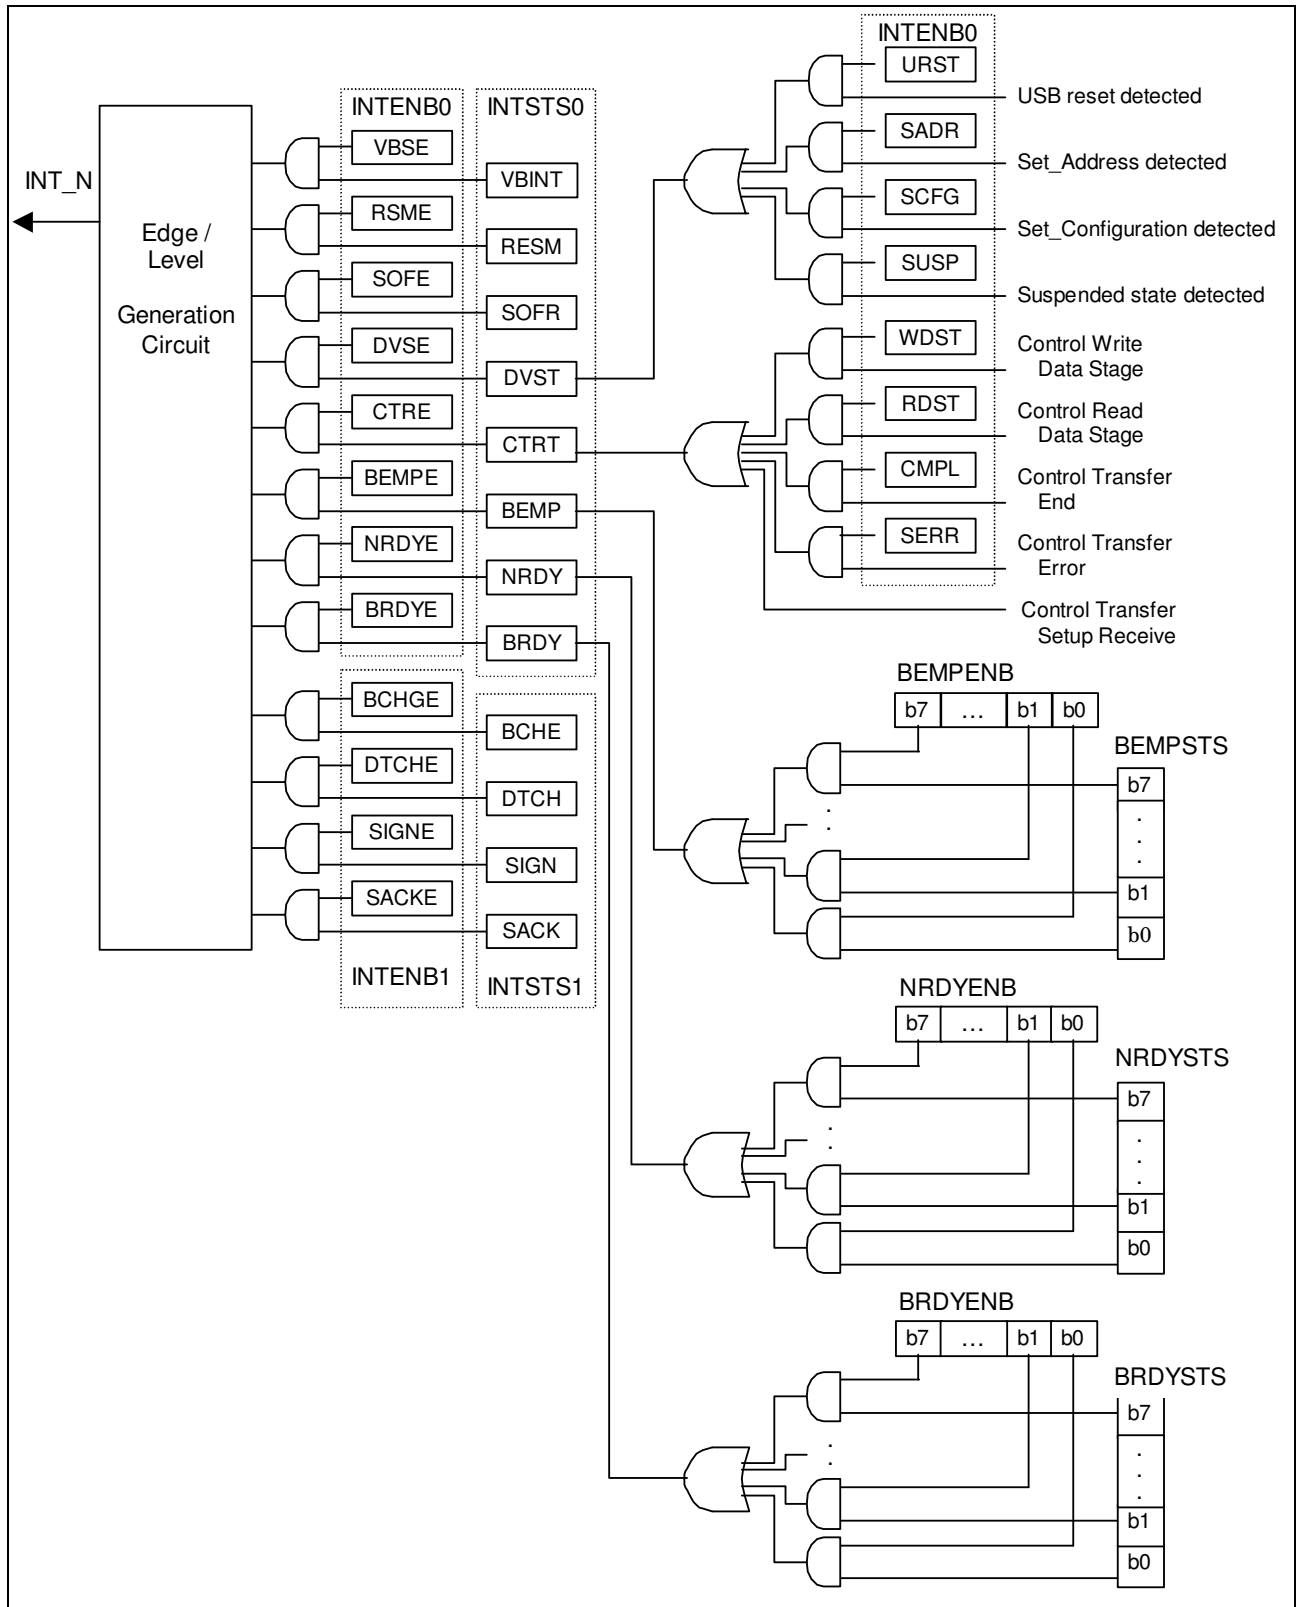 INT_N
Edge /
Level
Generation
Circuit
INTENB0
VBSE
RSME
SOFE
DVSE
CTRE
BEMPE
NRDYE
BRDYE
INTSTS0
VBINT
RESM
SOFR
DVST
CTRT
BEMP
NRDY
BRDY
BCHGE
DTCHE
SIGNE
SACKE
INTENB1
BCHE
DTCH
SIGN
SACK
INTSTS1
INTENB0
URST
USB reset detected
SADR
Set_Address detected
SCFG
Set_Configuration detected
SUSP
Suspended state detected
WDST
Control Write
Data Stage
RDST
Control Read
Data Stage
CMPL
Control Transfer
End
SERR
Control Transfer
Error
Control Transfer
Setup Receive
BEMPENB
b7 ... b1 b0
BEMPSTS
b7
.
.
.
b1
b0
NRDYENB
b7 ... b1 b0
NRDYSTS
b7
.
.
.
b1
b0
BRDYENB
b7 ... b1 b0
BRDYSTS
b7
.
.
.
b1
b0